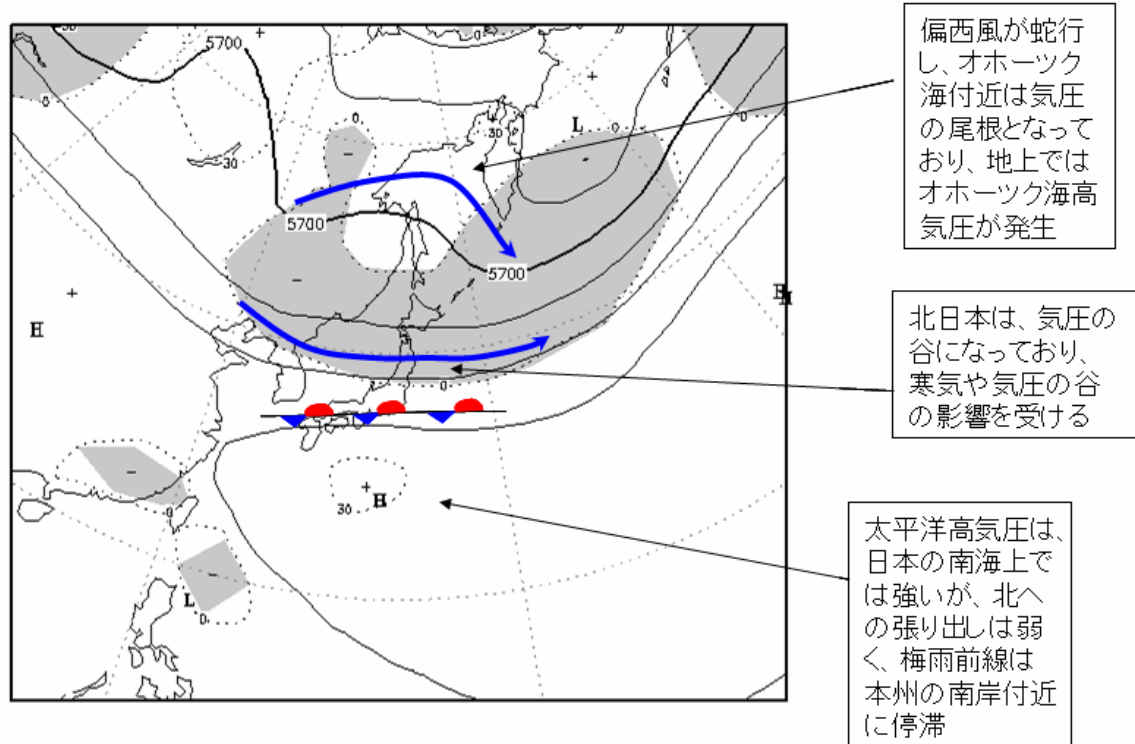 偏西風が蛇行
し、オホーツク
海付近は気圧
の尾根となって
おり、地上では
オホーツク海高
気圧が発生
北日本は、気圧の
谷になっており、
寒気や気圧の谷
の影響を受ける
太平洋高気圧は、
日本の南海上で
は強いが、北へ
の張り出しは弱
く、梅雨前線は
本州の南岸付近
に停滞
5700
0
30
L
0
0
30
0
5700
5700
H
H
0
30
H
0
L
0